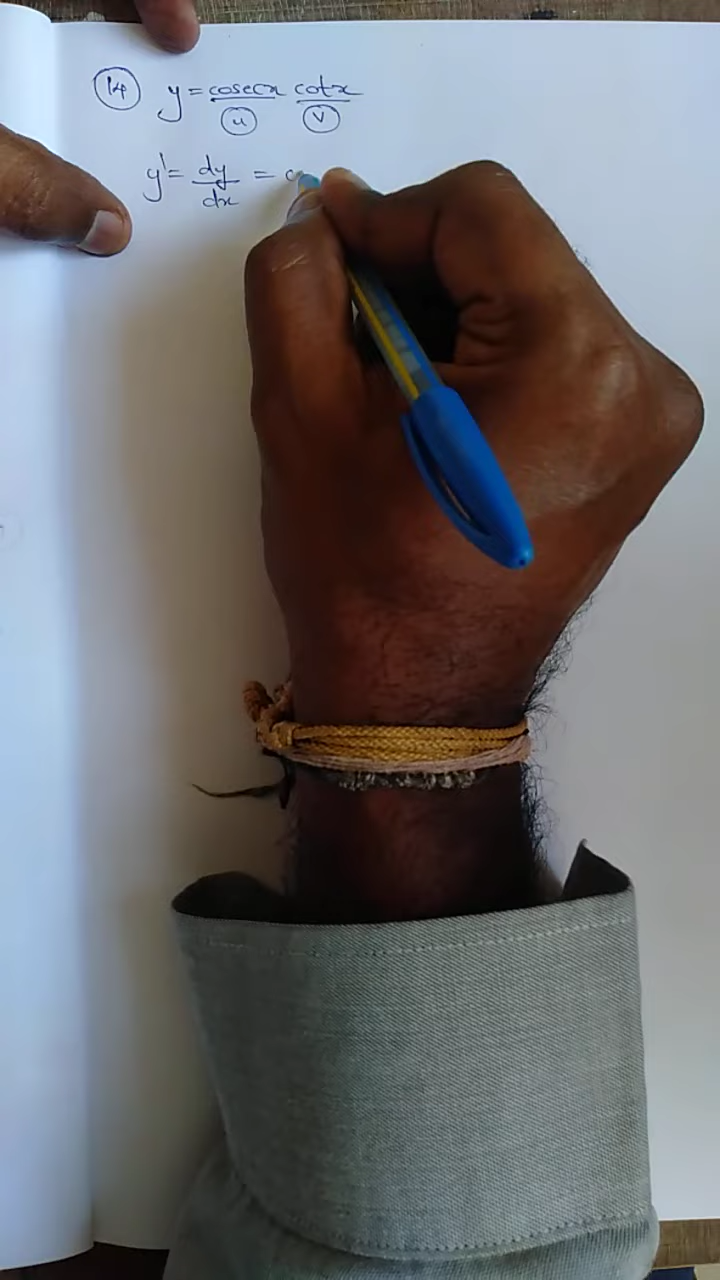 14 y = cosecx cotx
u v
y' = dy/dx = c